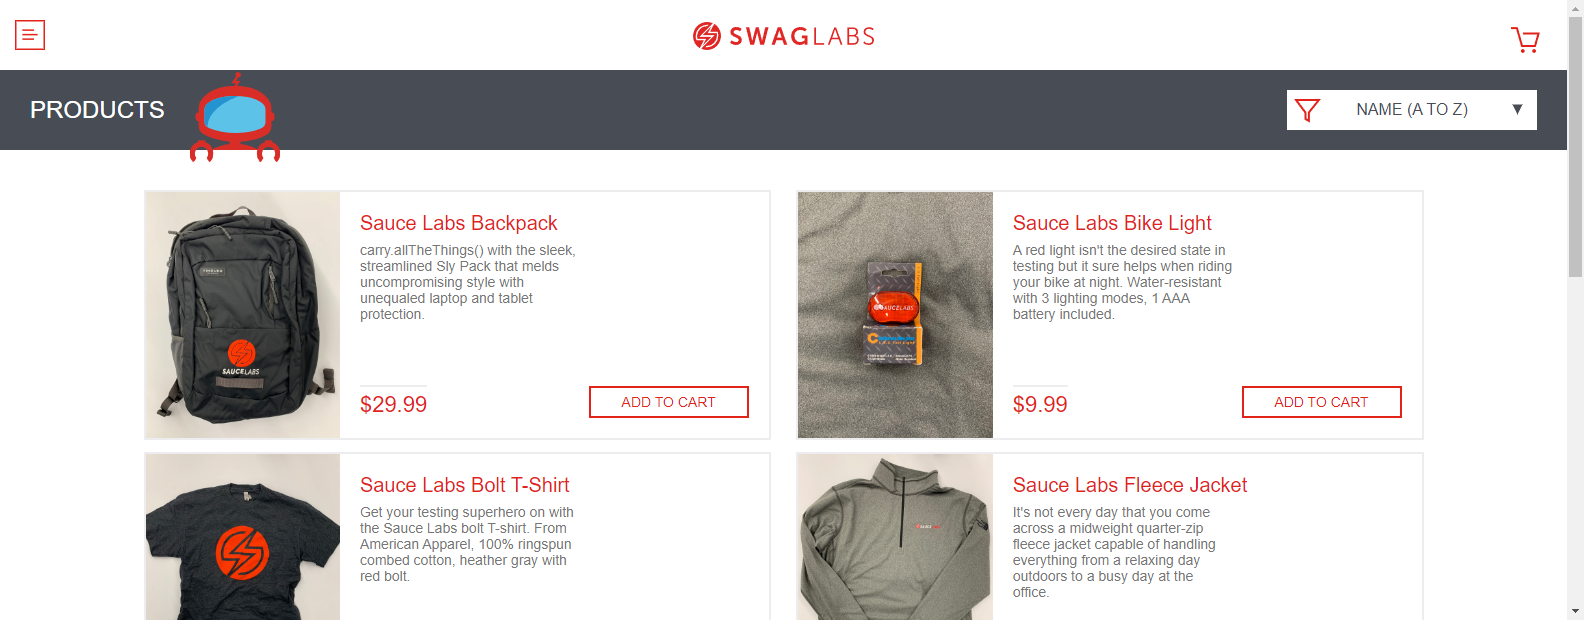 SWAGLABS
PRODUCTS
NAME (A TO Z)
Sauce Labs Backpack
carry.allTheThings() with the sleek,
streamlined Sly Pack that melds
uncompromising style with
unequaled laptop and tablet
protection.
$29.99
ADD TO CART
SAUCELABS
Sauce Labs Bike Light
A red light isn't the desired state in
testing but it sure helps when riding
your bike at night. Water-resistant
with 3 lighting modes, 1 AAA
battery included.
$9.99
ADD TO CART
SAUCELABS
Sauce Labs Bolt T-Shirt
Get your testing superhero on with
the Sauce Labs bolt T-shirt. From
American Apparel, 100% ringspun
combed cotton, heather gray with
red bolt.
Sauce Labs Fleece Jacket
It's not every day that you come
across a midweight quarter-zip
fleece jacket capable of handling
everything from a relaxing day
outdoors to a busy day at the
office.